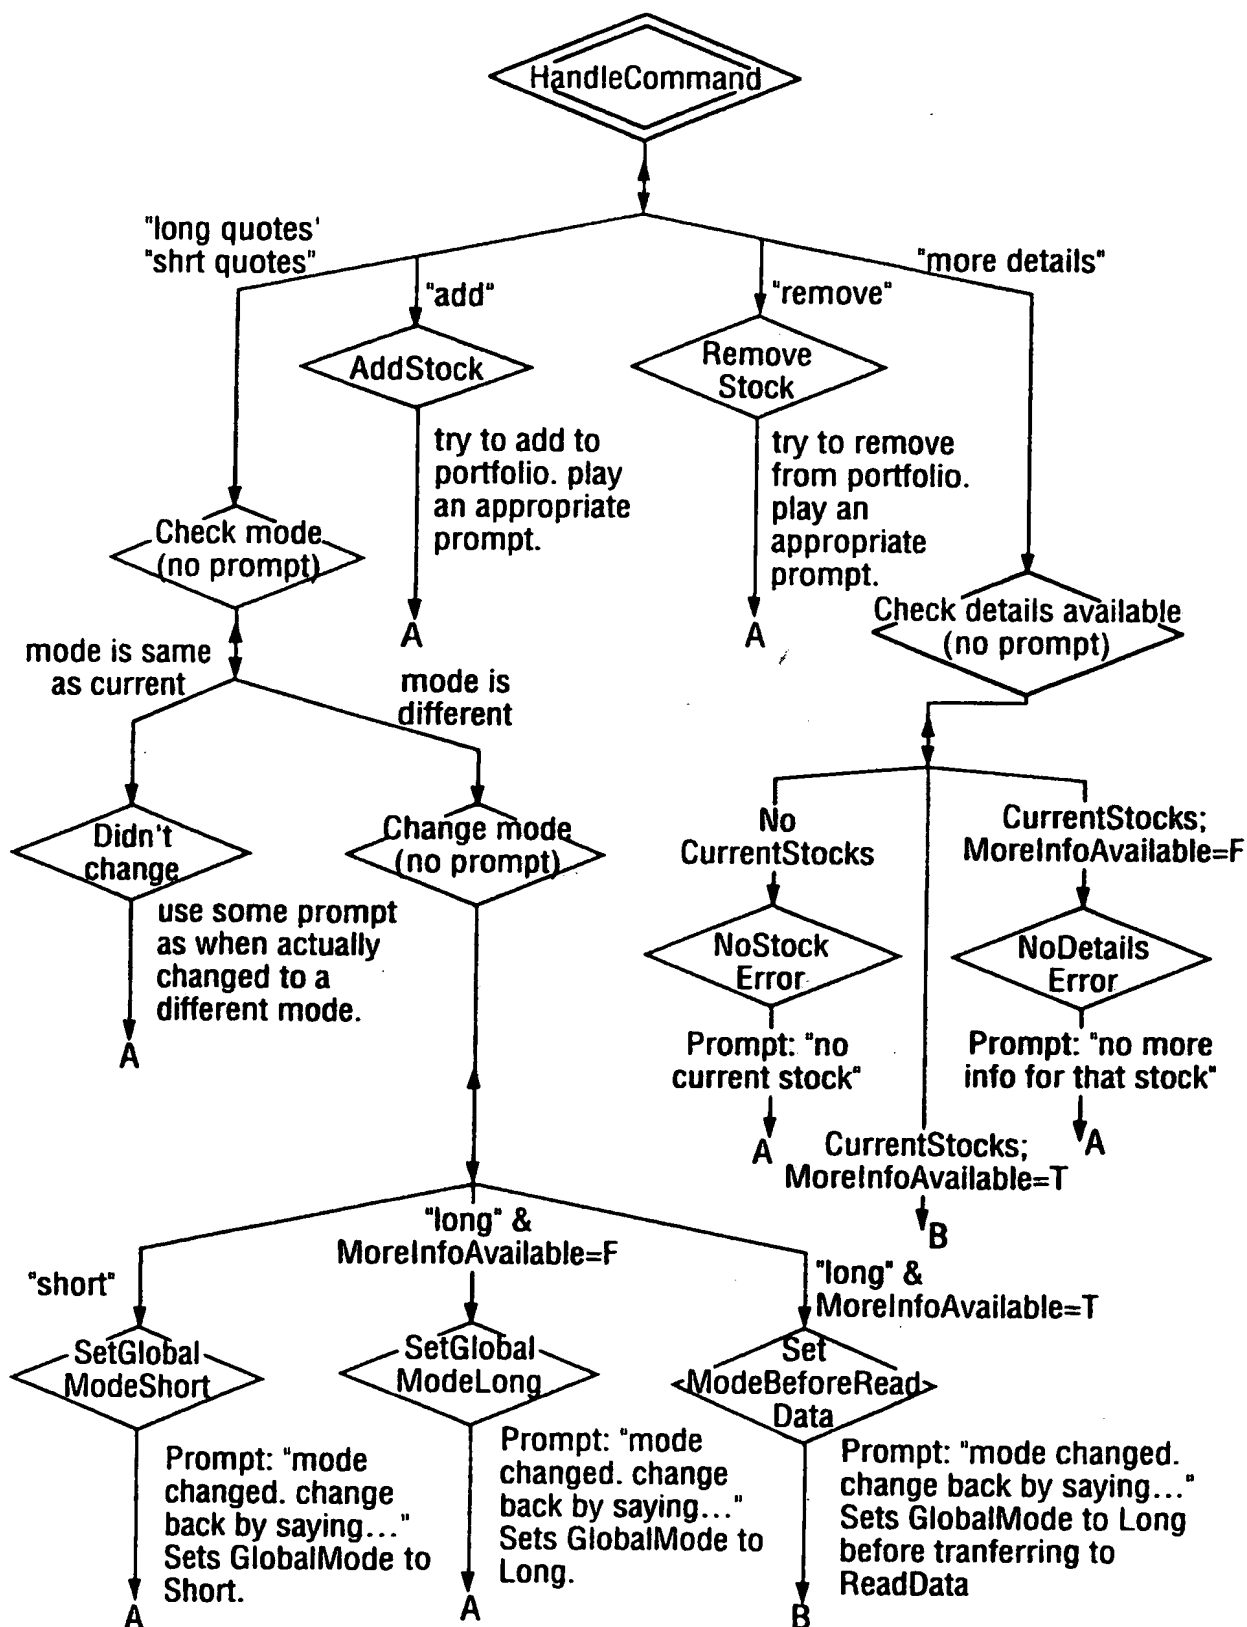 HandleCommand
"long quotes'
"shrt quotes"
"add"
"remove"
"more details"
AddStock
Remove
Stock
try to add to
portfolio. play
an appropriate
prompt.
A
try to remove
from portfolio.
play an
appropriate
prompt.
A
Check mode
(no prompt)
Check details available
(no prompt)
mode is same
as current
mode is
different
Didn't
change
Change mode
(no prompt)
use some prompt
as when actually
changed to a
different mode.
A
No
CurrentStocks
CurrentStocks;
MoreInfoAvailable=F
NoStock
Error
NoDetails
Error
Prompt: "no
current stock"
A
Prompt: "no more
info for that stock"
A
CurrentStocks;
MoreInfoAvailable=T
B
"short"
"long" &
MoreInfoAvailable=F
"long" &
MoreInfoAvailable=T
SetGlobal
ModeShort
SetGlobal
ModeLong
Set
ModeBeforeRead
Data
Prompt: "mode
changed. change
back by saying..."
Sets GlobalMode to
Short.
A
Prompt: "mode
changed. change
back by saying..."
Sets GlobalMode to
Long.
A
Prompt: "mode changed.
change back by saying..."
Sets GlobalMode to Long
before tranferring to
ReadData
B